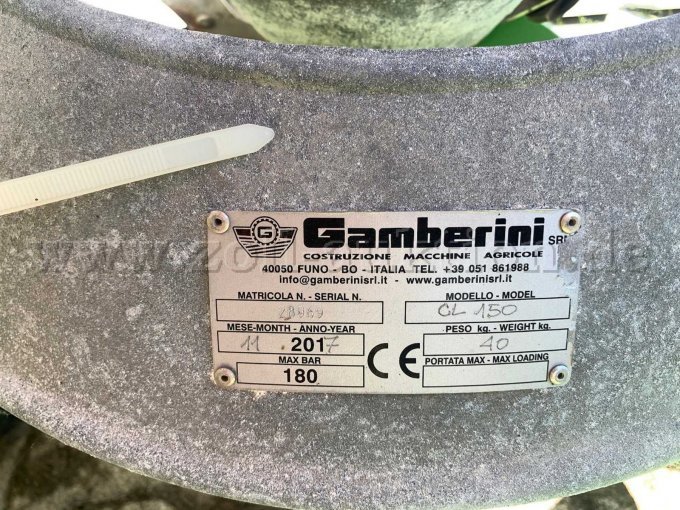 G Gamberini SRL
COSTRUZIONE MACCHINE AGRICOLE
40050 FUNO - BO - ITALIA TEL. +39 051 861988
info@gamberinisrl.it - www.gamberinisrl.it
MATRICOLA N. - SERIAL N.
MODELLO - MODEL
CL 150
MESE-MONTH - ANNO-YEAR
PESO kg. - WEIGHT kg.
11 . 2017
40
MAX BAR
CE
PORTATA MAX - MAX LOADING
180